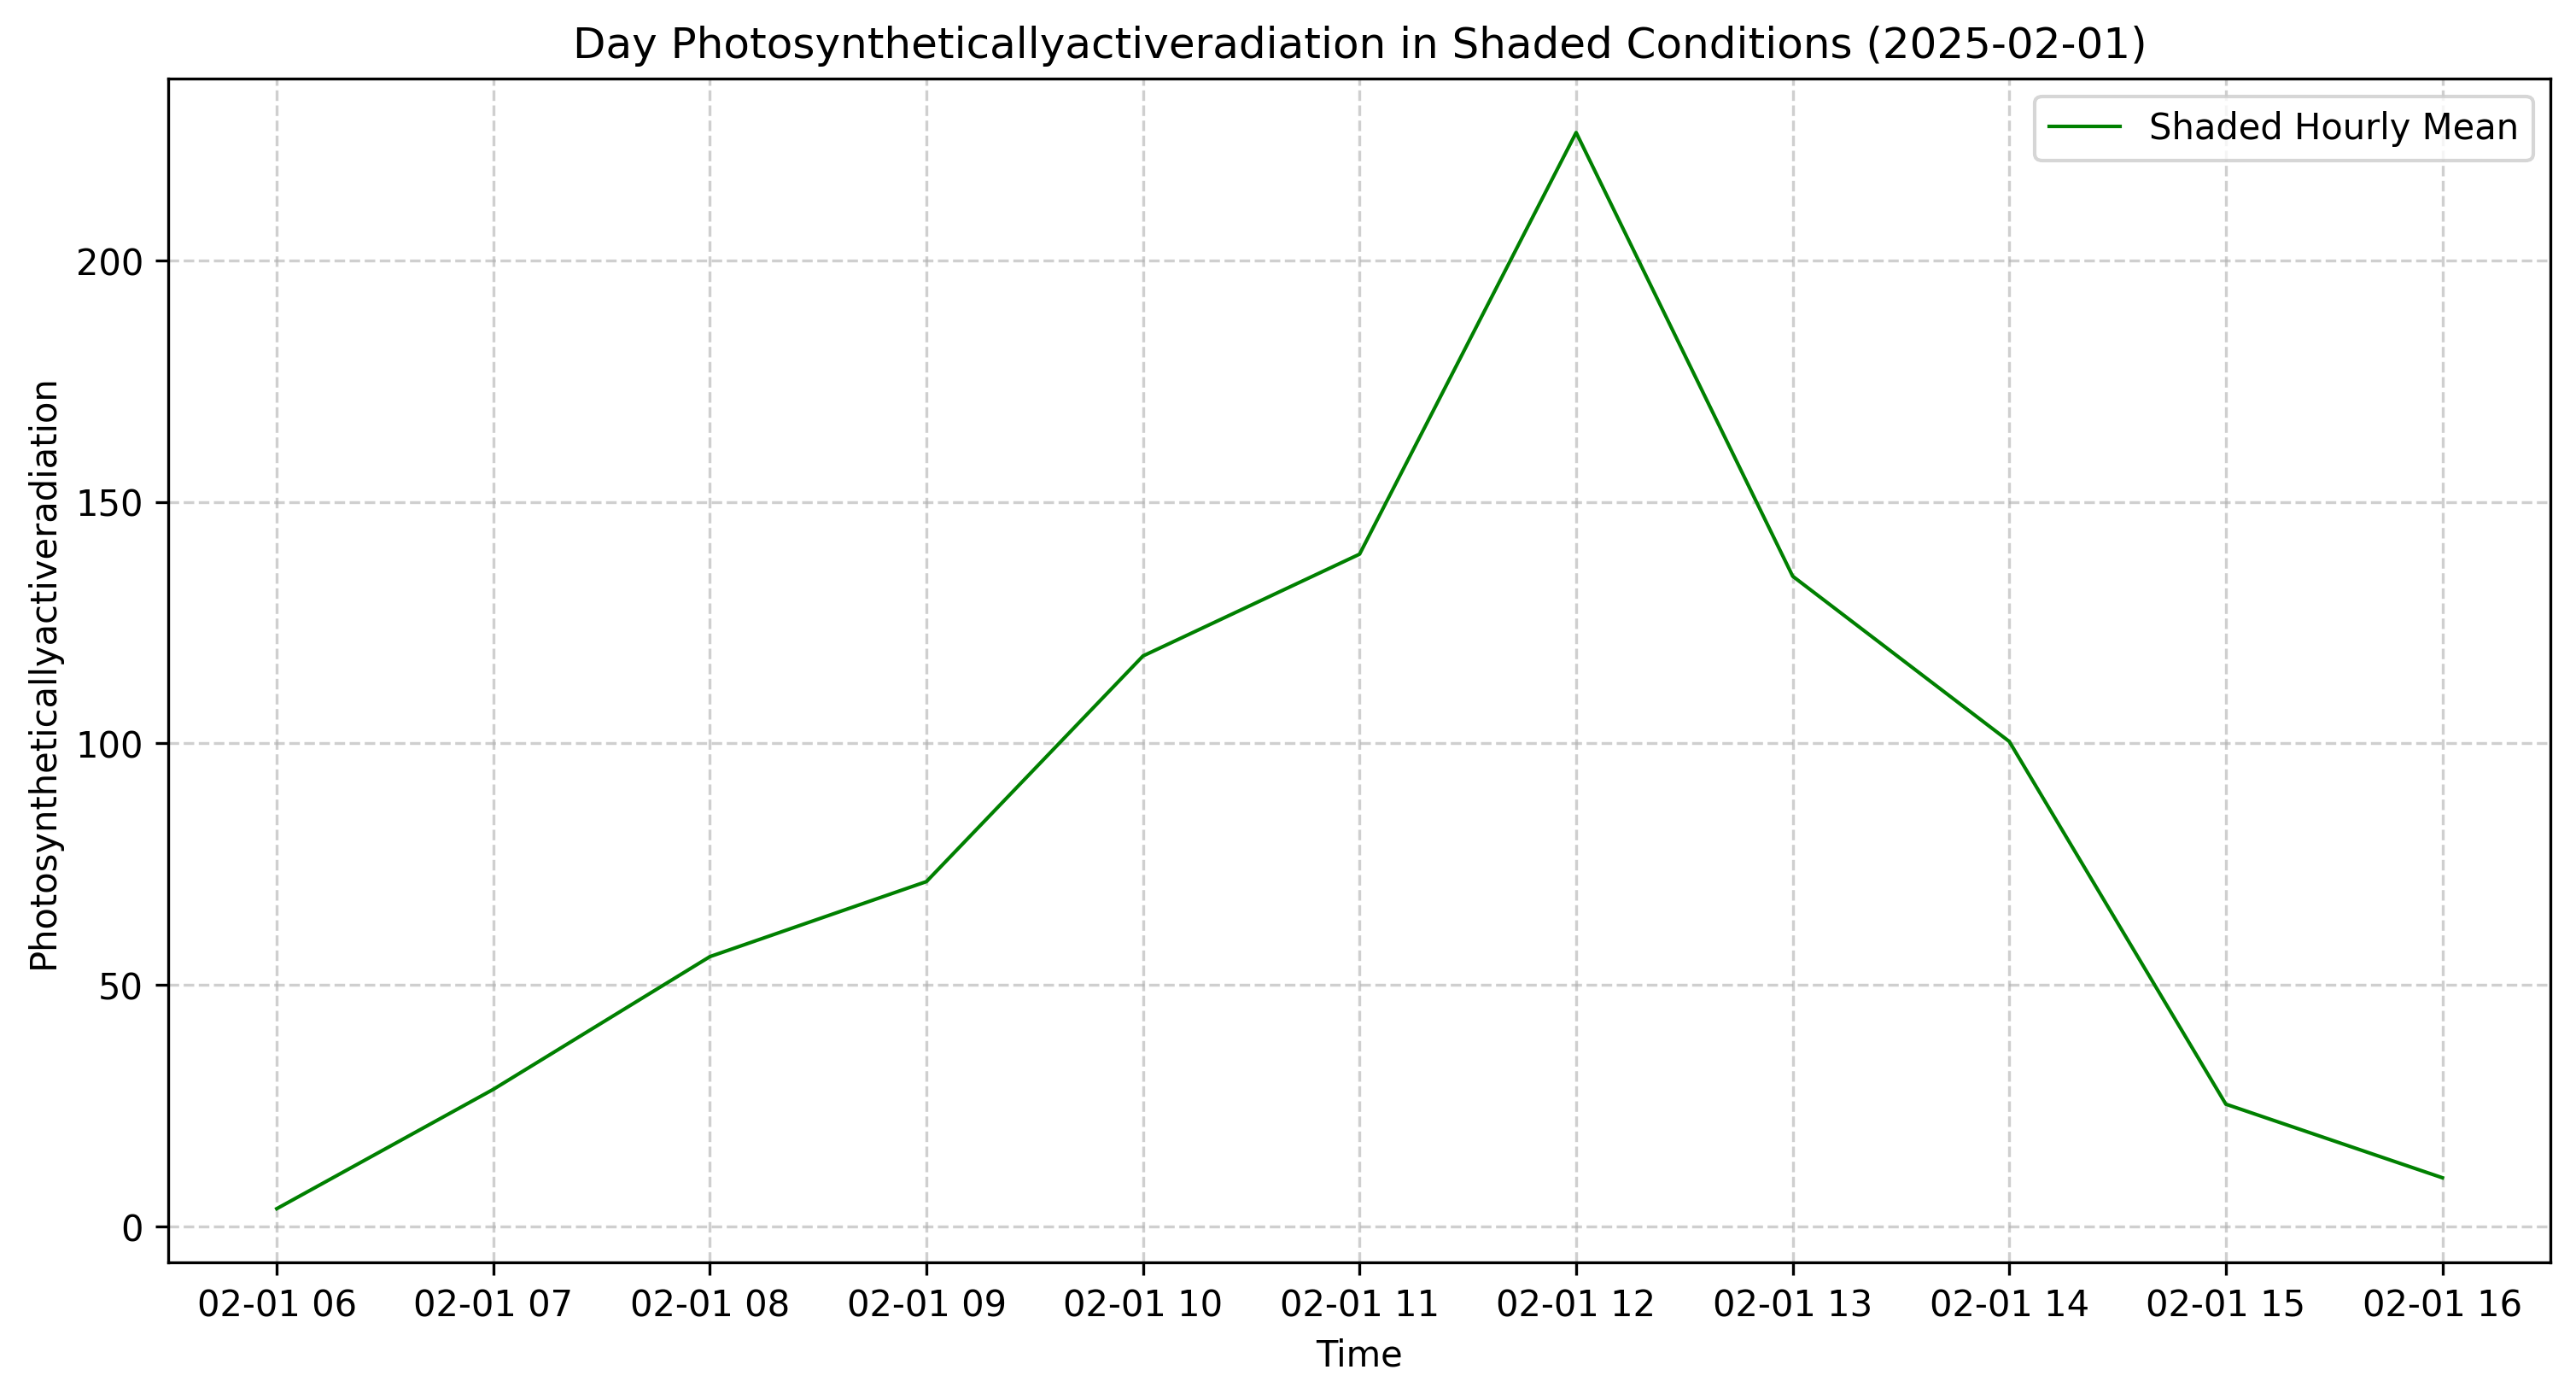 Day Photosyntheticallyactiveradiation in Shaded Conditions (2025-02-01)
Shaded Hourly Mean
Photosyntheticallyactiveradiation
200
150
100
50
0
02-01 06 02-01 07 02-01 08 02-01 09 02-01 10 02-01 11 02-01 12 02-01 13 02-01 14 02-01 15 02-01 16
Time